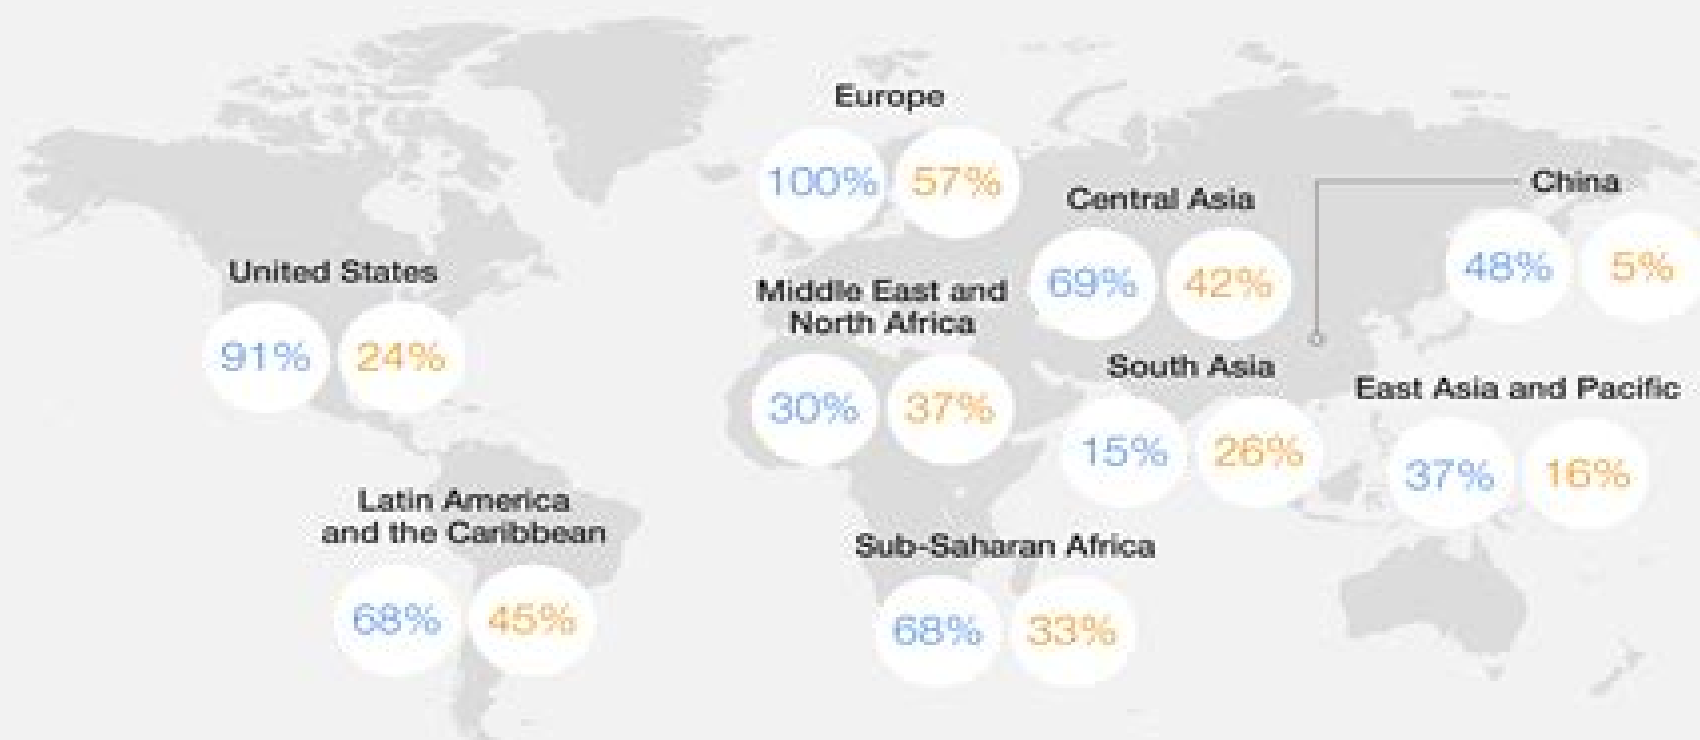 Europe
100% 57%
China
48% 5%
Central Asia
69% 42%
United States
91% 24%
Middle East and
North Africa
30% 37%
South Asia
15% 26%
East Asia and Pacific
37% 16%
Latin America
and the Caribbean
68% 45%
Sub-Saharan Africa
68% 33%